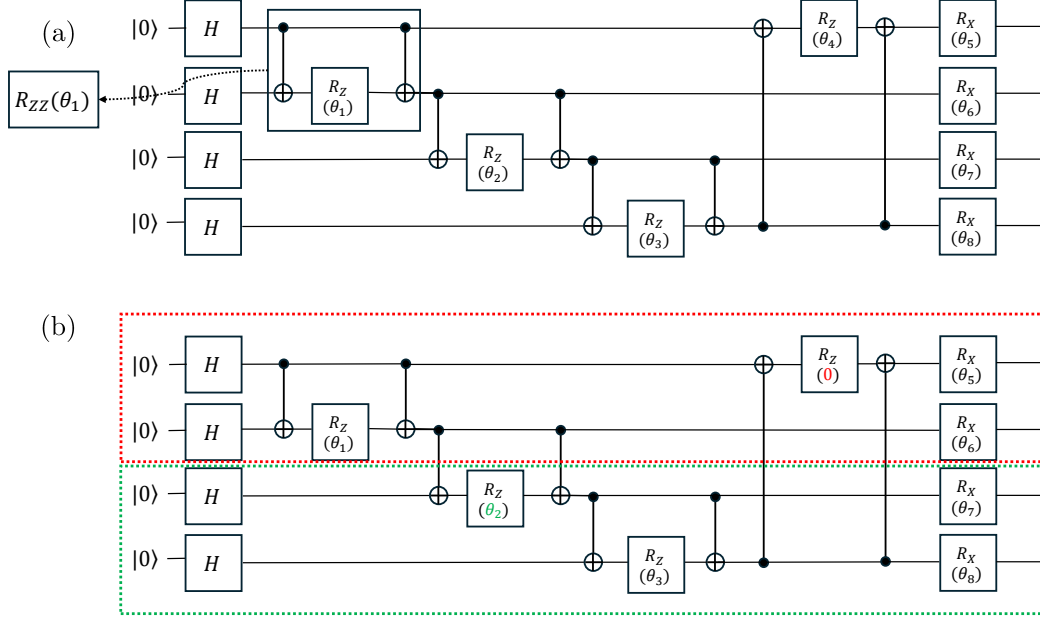 (a)
|0⟩ H R_Z (θ_4) R_X (θ_5)
R_ZZ(θ_1) |0⟩ H R_Z (θ_1) R_X (θ_6)
|0⟩ H R_Z (θ_2) R_X (θ_7)
|0⟩ H R_Z (θ_3) R_X (θ_8)
(b)
|0⟩ H R_Z (0) R_X (θ_5)
|0⟩ H R_Z (θ_1) R_X (θ_6)
|0⟩ H R_Z (θ_2) R_X (θ_7)
|0⟩ H R_Z (θ_3) R_X (θ_8)